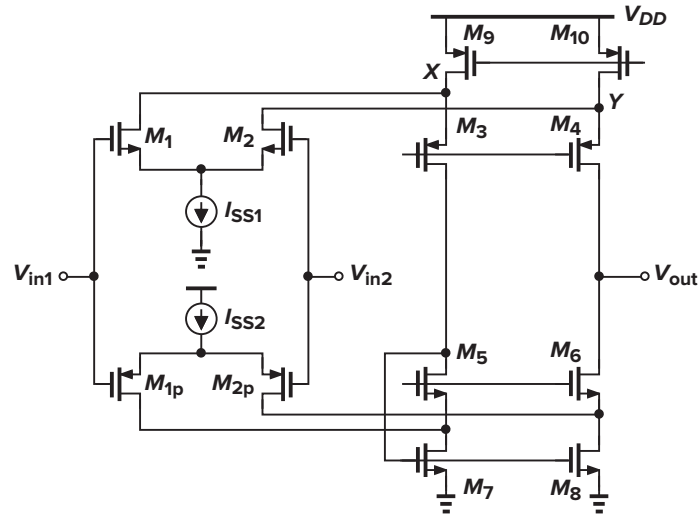 V_DD
M_9 M_10
X
Y
M_1 M_2 M_3 M_4
I_SS1
V_in1 V_in2 V_out
I_SS2
M_5 M_6
M_1p M_2p
M_7 M_8